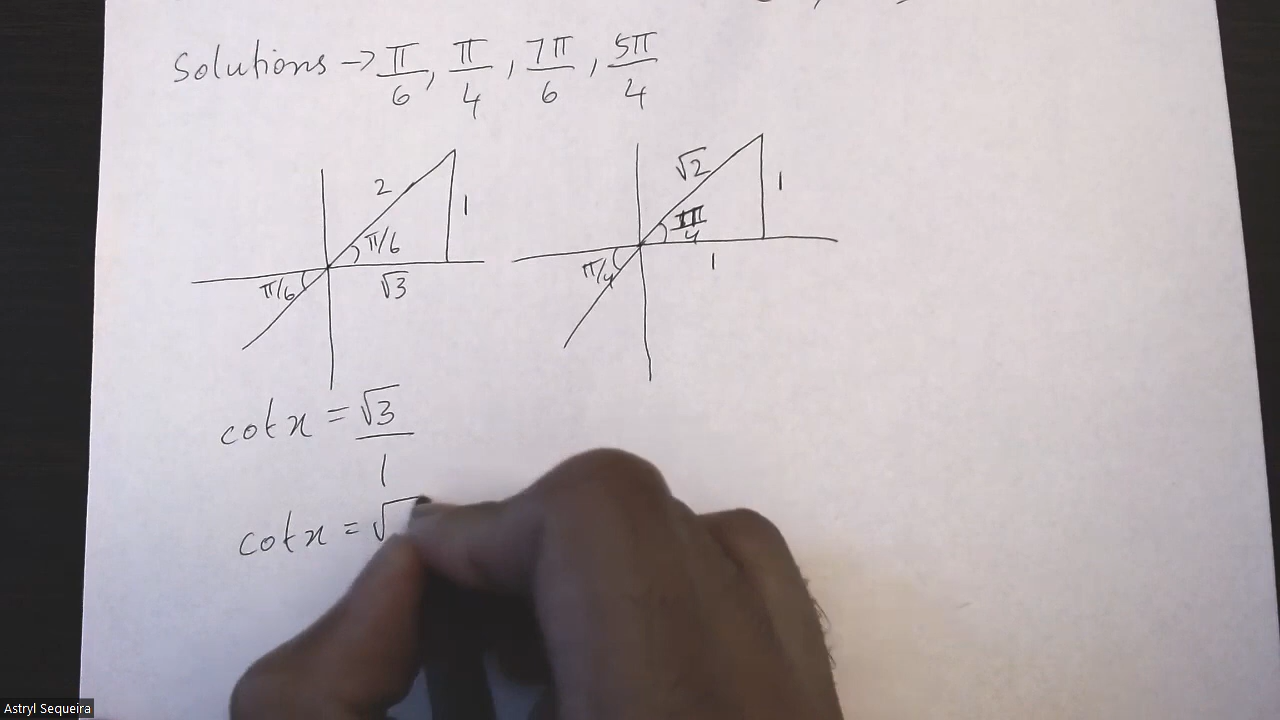 Solutions → π/6, π/4, 7π/6, 5π/4
2
1
π/6
π/6
√3
√2
1
π/4
π/4
1
cot x = √3/1
cot x = √
Astryl Sequeira